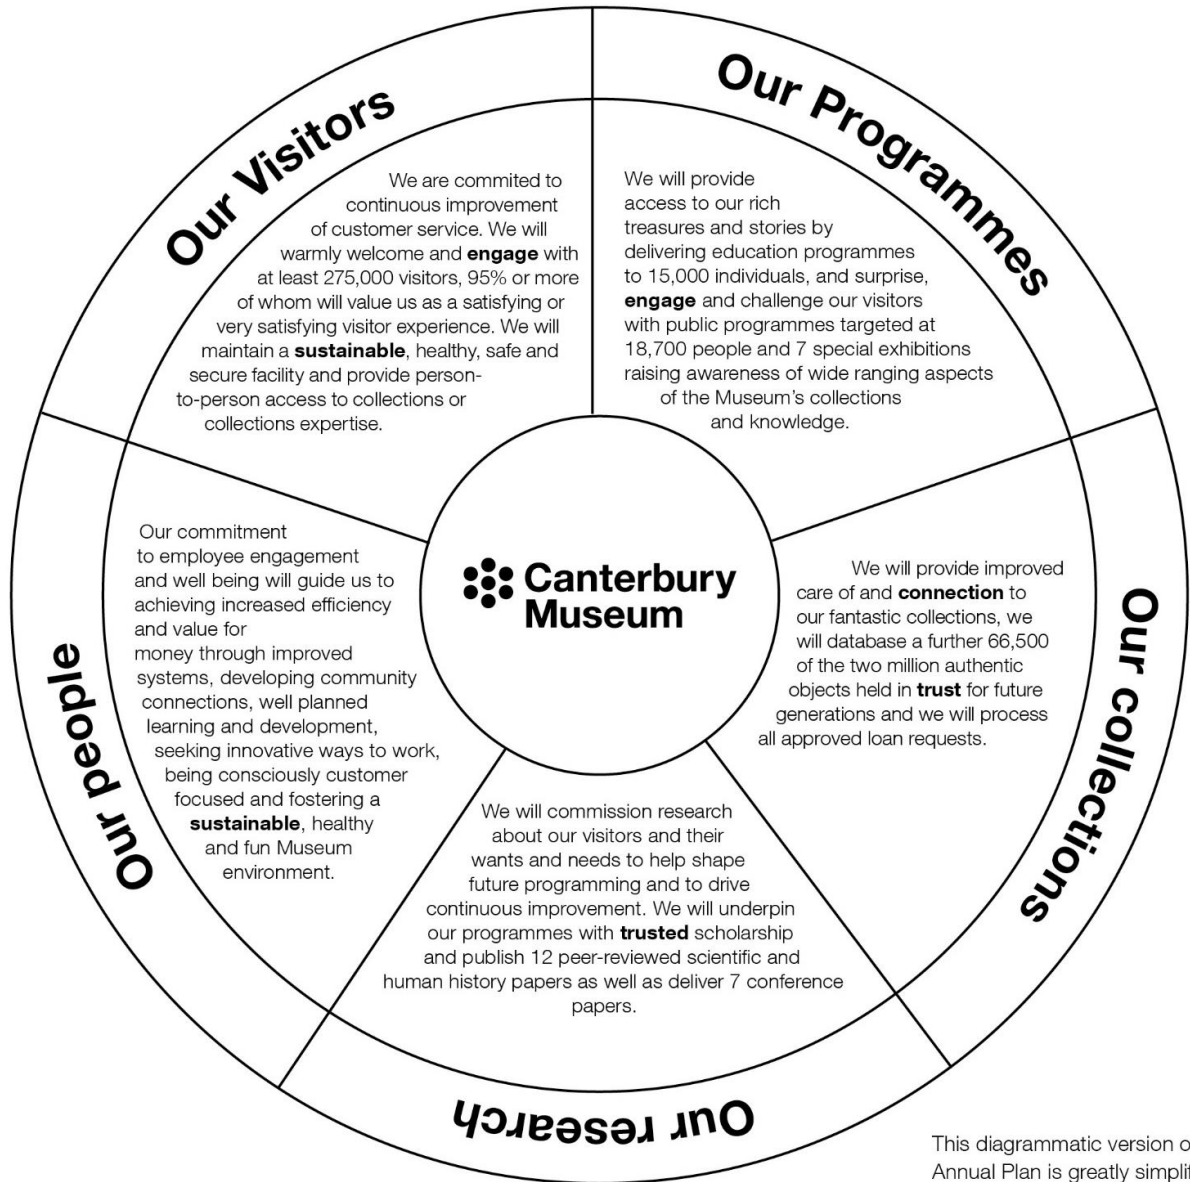 Our Visitors
We are commited to
continuous improvement
of customer service. We will
warmly welcome and engage with
at least 275,000 visitors, 95% or more
of whom will value us as a satisfying or
very satisfying visitor experience. We will
maintain a sustainable, healthy, safe and
secure facility and provide person-
to-person access to collections or
collections expertise.
Our Programmes
We will provide
access to our rich
treasures and stories by
delivering education programmes
to 15,000 individuals, and surprise,
engage and challenge our visitors
with public programmes targeted at
18,700 people and 7 special exhibitions
raising awareness of wide ranging aspects
of the Museum’s collections
and knowledge.
Our collections
We will provide improved
care of and connection to
our fantastic collections, we
will database a further 66,500
of the two million authentic
objects held in trust for future
generations and we will process
all approved loan requests.
Our research
We will commission research
about our visitors and their
wants and needs to help shape
future programming and to drive
continuous improvement. We will underpin
our programmes with trusted scholarship
and publish 12 peer-reviewed scientific and
human history papers as well as deliver 7 conference
papers.
Our people
Our commitment
to employee engagement
and well being will guide us to
achieving increased efficiency
and value for
money through improved
systems, developing community
connections, well planned
learning and development,
seeking innovative ways to work,
being consciously customer
focused and fostering a
sustainable, healthy
and fun Museum
environment.
Canterbury
Museum
This diagrammatic version
Annual Plan is greatly